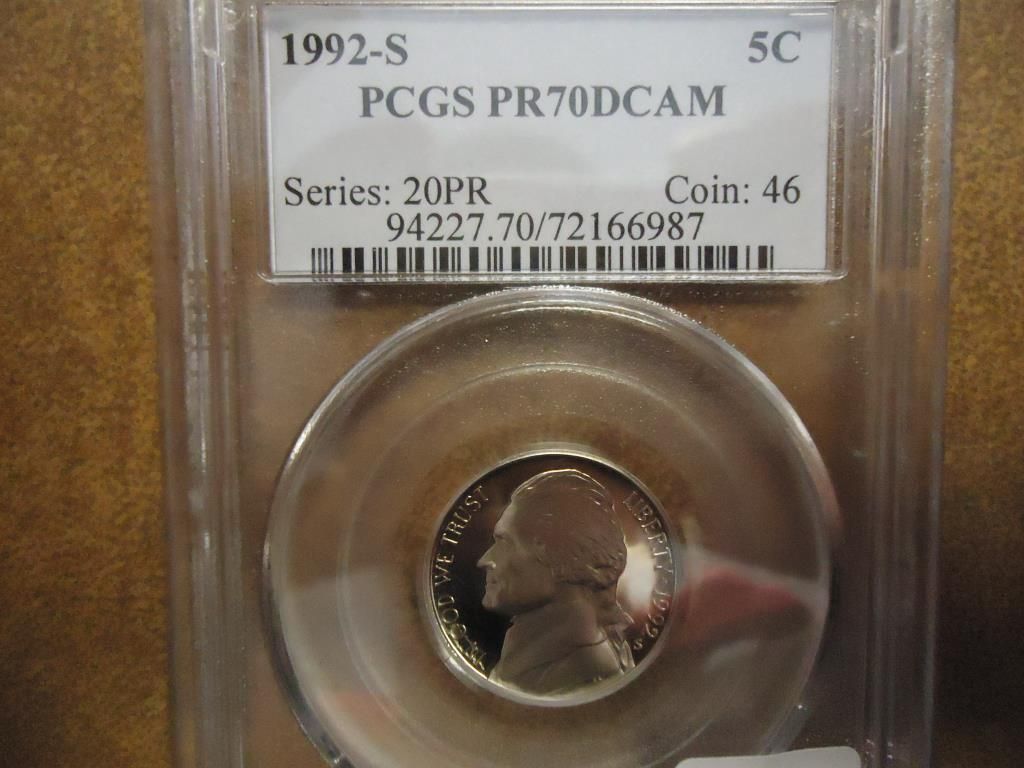 1992-S 5C
PCGS PR70DCAM
Series: 20PR Coin: 46
94227.70/72166987
IN GOD WE TRUST
LIBERTY
S